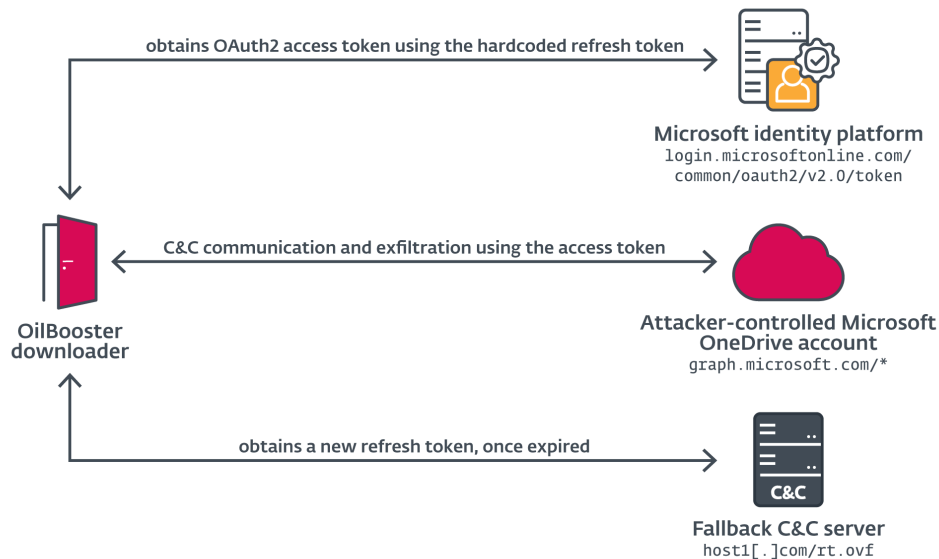 obtains OAuth2 access token using the hardcoded refresh token
Microsoft identity platform
login.microsoftonline.com/
common/oauth2/v2.0/token
C&C communication and exfiltration using the access token
OilBooster
downloader
Attacker-controlled Microsoft
OneDrive account
graph.microsoft.com/*
obtains a new refresh token, once expired
C&C
Fallback C&C server
host1[.]com/rt.ovf